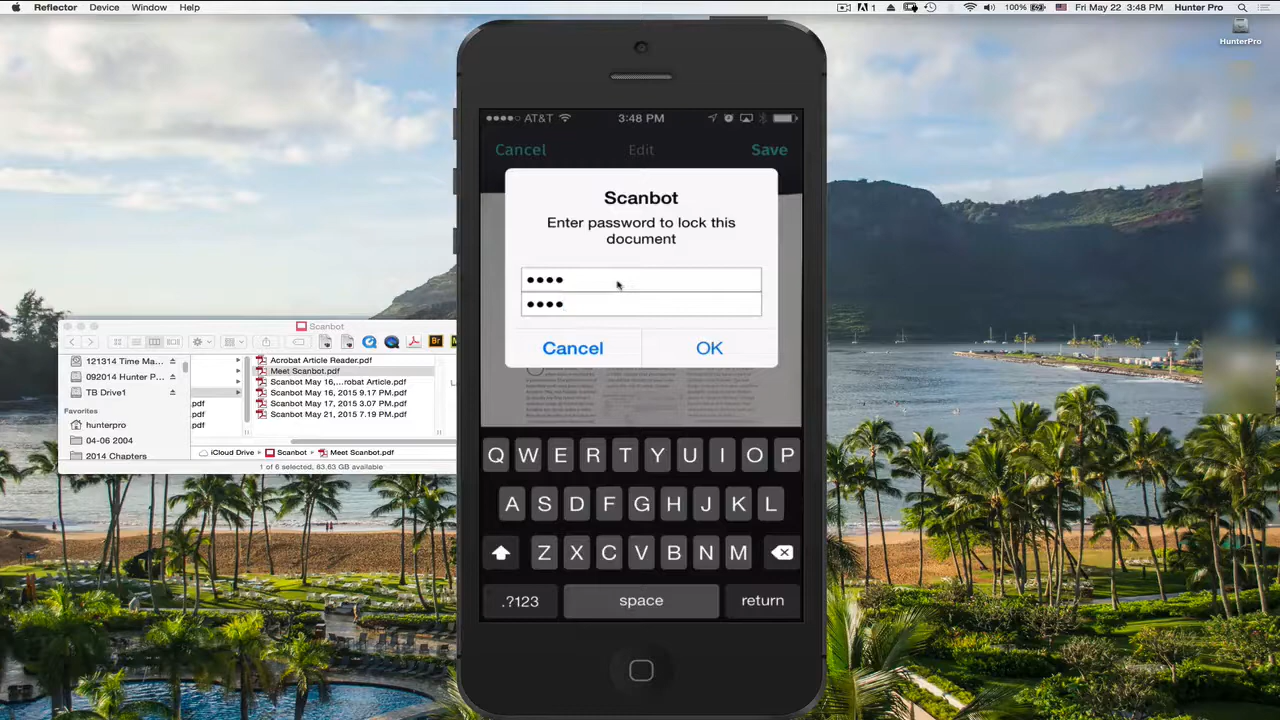 Reflector Device Window Help
1 100% Fri May 22 3:48 PM Hunter Pro
HunterPro
AT&T 3:48 PM
Cancel Edit Save
Scanbot
Enter password to lock this
document
••••
••••
Cancel OK
Q W E R T Y U I O P
A S D F G H J K L
Z X C V B N M
.?123 space return
Scanbot
121314 Time Ma...
092014 Hunter P...
TB Drive1
Favorites
hunterpro
04-06 2004
2014 Chapters
pdf
pdf
pdf
Acrobat Article Reader.pdf
Meet Scanbot.pdf
Scanbot May 16,...robat Article.pdf
Scanbot May 16, 2015 9.17 PM.pdf
Scanbot May 17, 2015 3.07 PM.pdf
Scanbot May 21, 2015 7.19 PM.pdf
iCloud Drive Scanbot Meet Scanbot.pdf
1 of 6 selected, 63.63 GB available